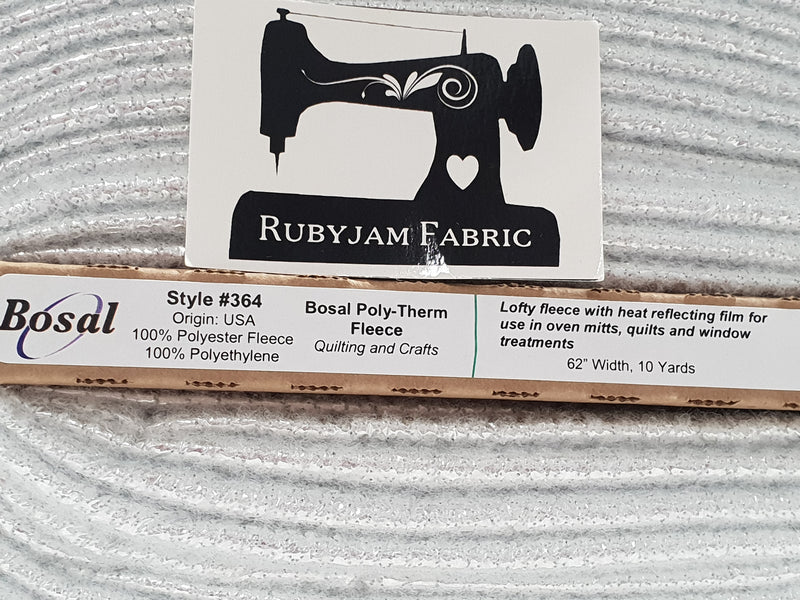 RUBYJAM FABRIC
Bosal
Style #364
Origin: USA
100% Polyester Fleece
100% Polyethylene
Bosal Poly-Therm
Fleece
Quilting and Crafts
Lofty fleece with heat reflecting film for
use in oven mitts, quilts and window
treatments
62” Width, 10 Yards